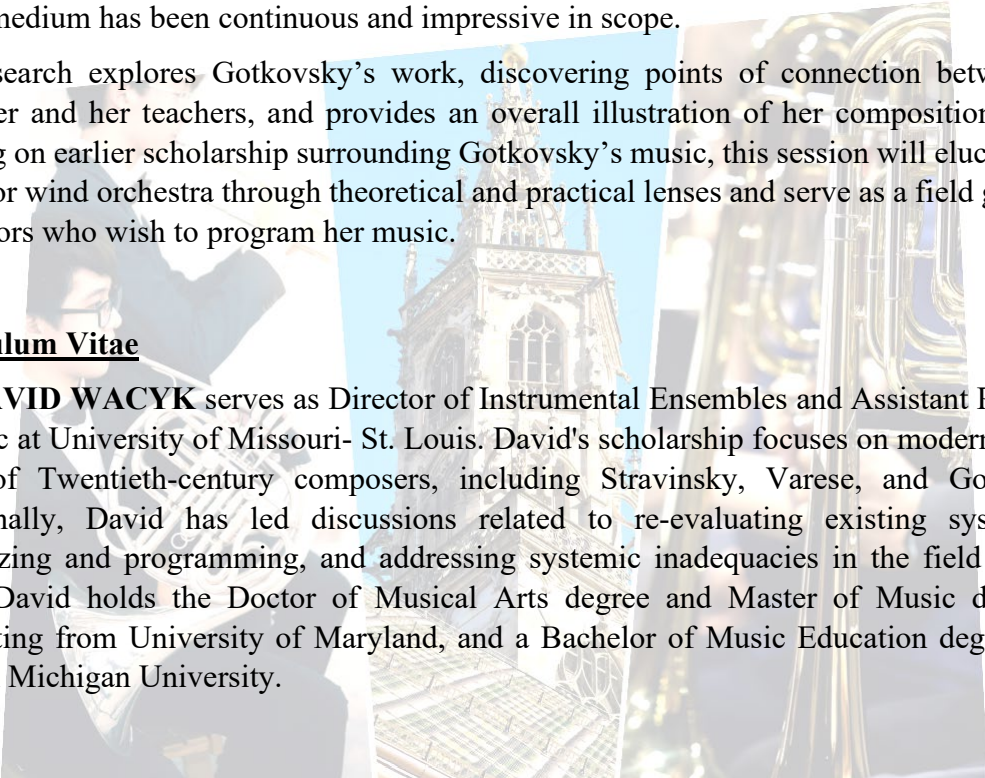 medium has been continuous and impressive in scope.
search explores Gotkovsky's work, discovering points of connection betw
er and her teachers, and provides an overall illustration of her composition
g on earlier scholarship surrounding Gotkovsky's music, this session will eluc
or wind orchestra through theoretical and practical lenses and serve as a field g
ors who wish to program her music.
ulum Vitae
AVID WACYK serves as Director of Instrumental Ensembles and Assistant P
c at University of Missouri- St. Louis. David's scholarship focuses on modern
of Twentieth-century composers, including Stravinsky, Varese, and Go
nally, David has led discussions related to re-evaluating existing sys
zing and programming, and addressing systemic inadequacies in the field
David holds the Doctor of Musical Arts degree and Master of Music d
ting from University of Maryland, and a Bachelor of Music Education deg
Michigan University.